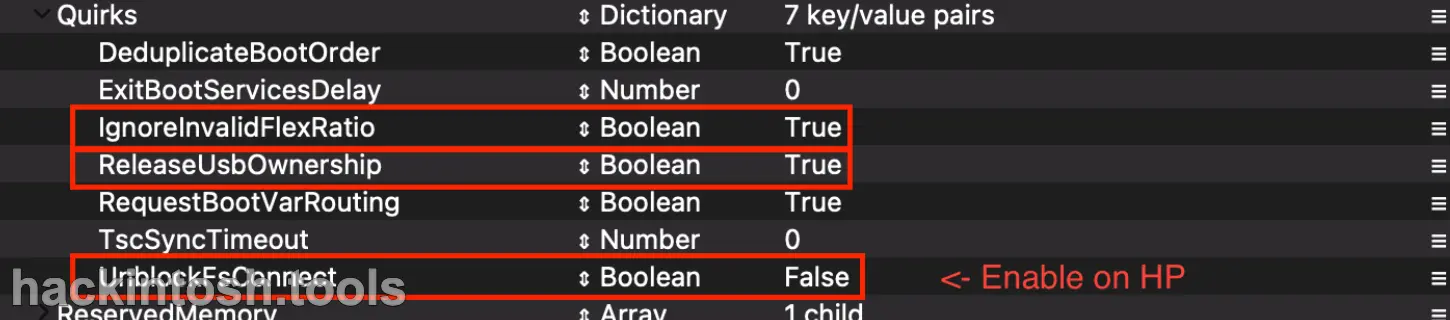 Quirks Dictionary 7 key/value pairs
DeduplicateBootOrder Boolean True
ExitBootServicesDelay Number 0
IgnoreInvalidFlexRatio Boolean True
ReleaseUsbOwnership Boolean True
RequestBootVarRouting Boolean True
TscSyncTimeout Number 0
UnblockFsConnect Boolean False <- Enable on HP
hackintosh.tools
ReservedMemory Array 1 child